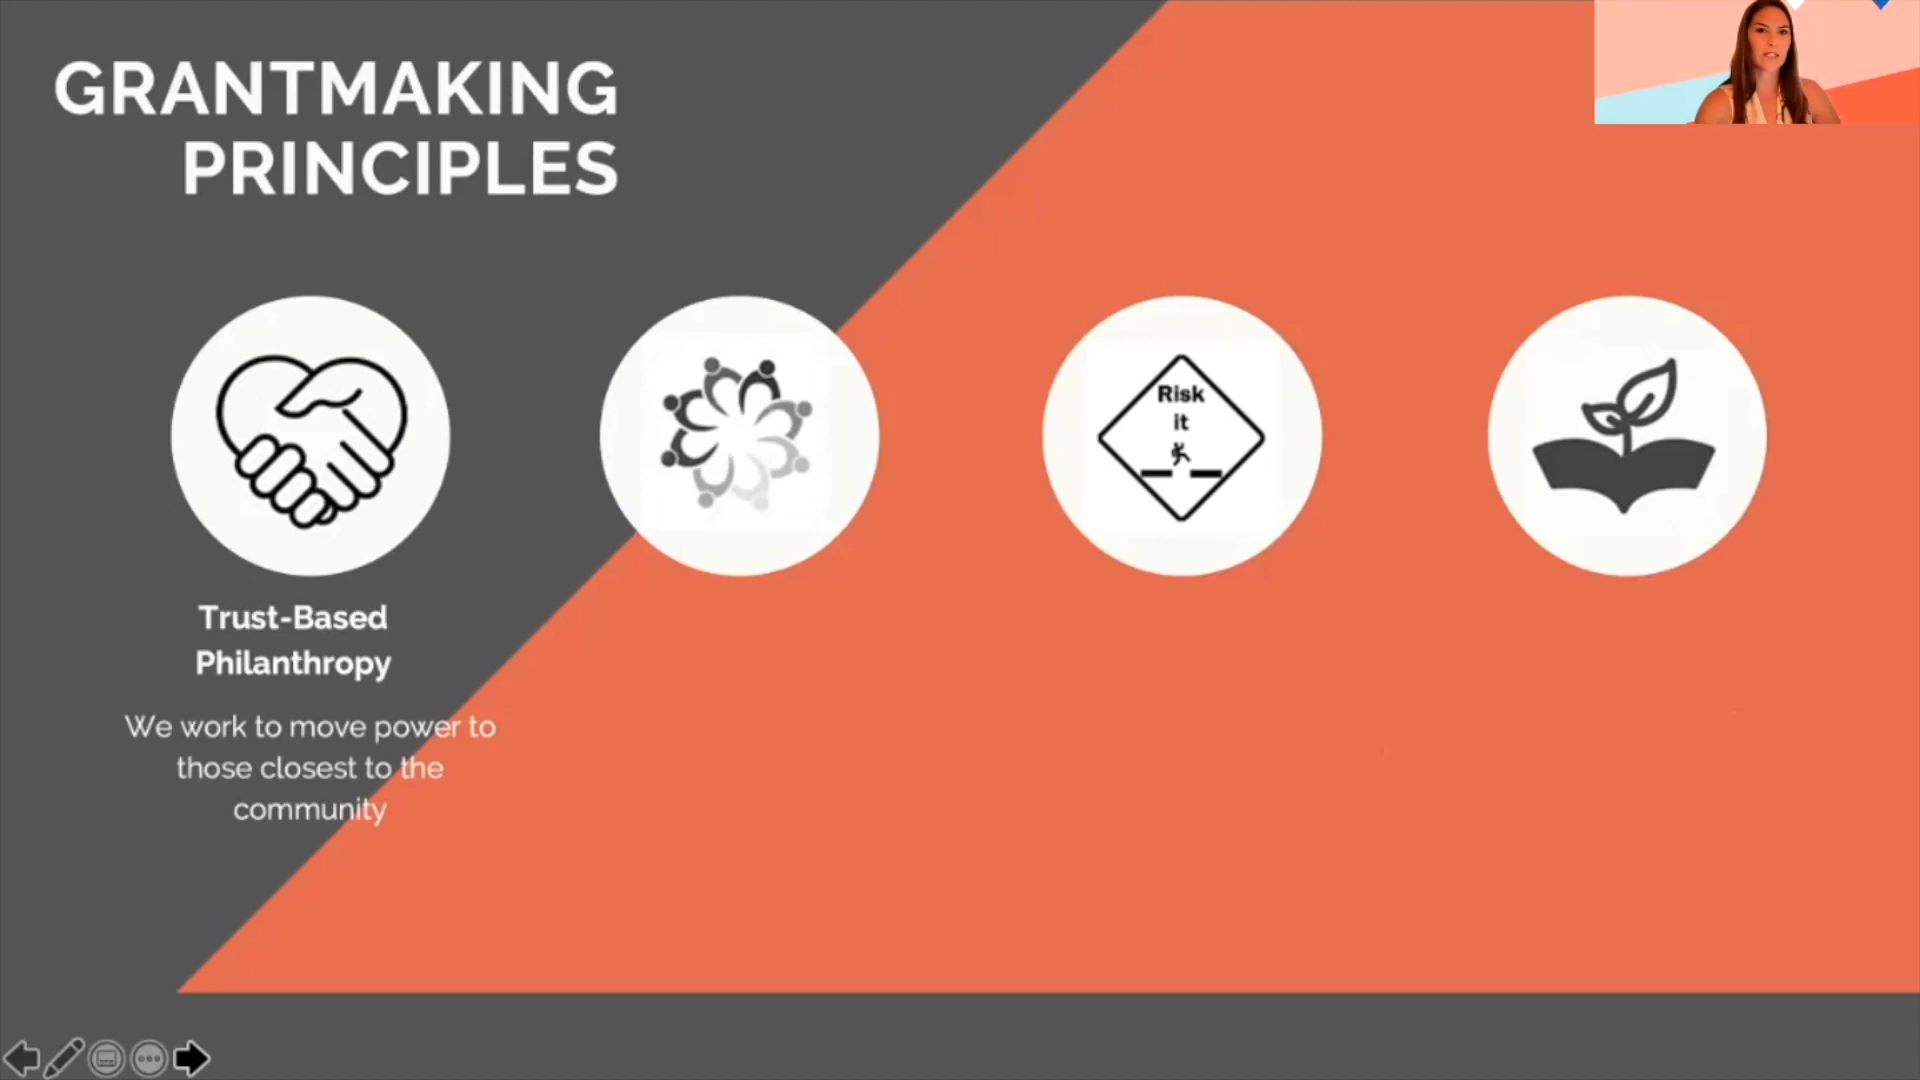 GRANTMAKING
PRINCIPLES
Risk
it
Trust-Based
Philanthropy
We work to move power to
those closest to the
community